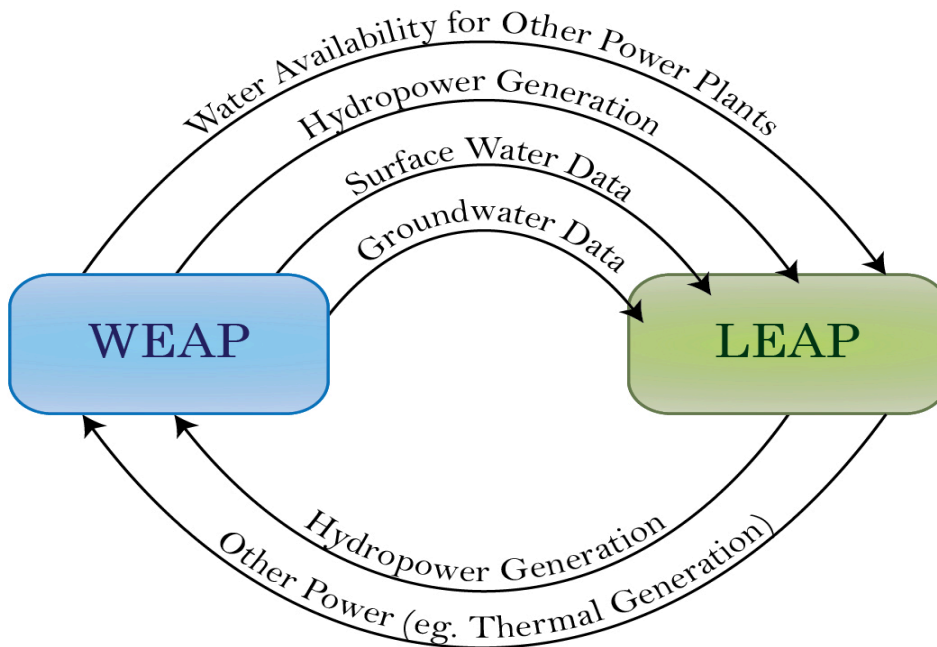 Water Availability for Other Power Plants
Hydropower Generation
Surface Water Data
Groundwater Data
WEAP
LEAP
Hydropower Generation
Other Power (eg. Thermal Generation)